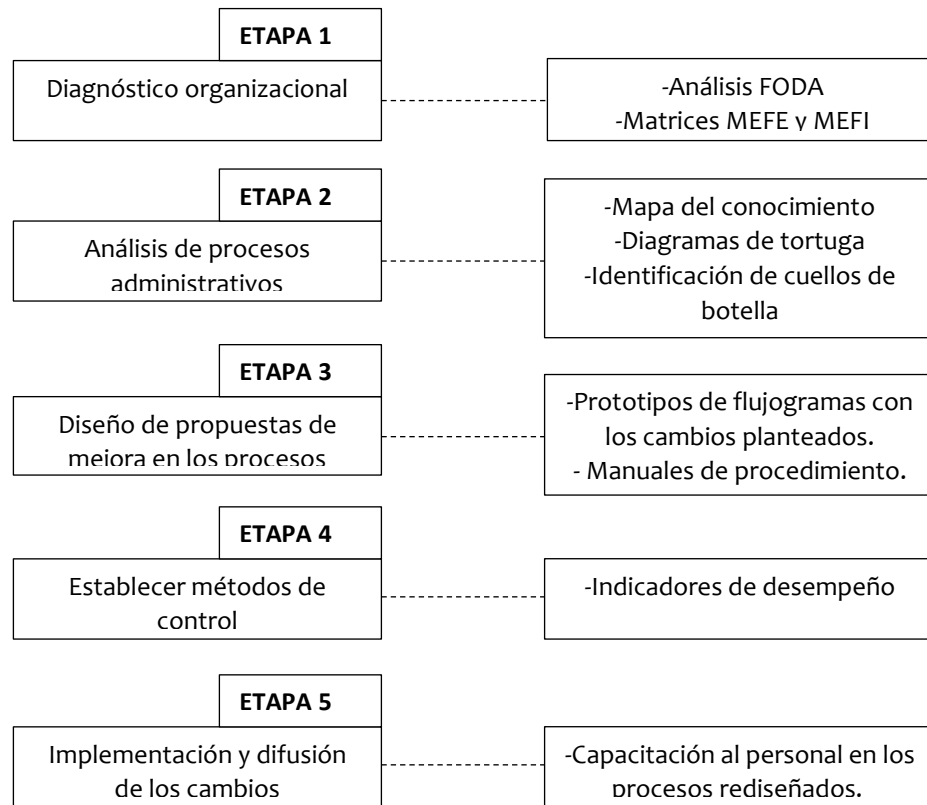 ETAPA 1
Diagnóstico organizacional
-Análisis FODA
-Matrices MEFE y MEFI
ETAPA 2
Análisis de procesos
administrativos
-Mapa del conocimiento
-Diagramas de tortuga
-Identificación de cuellos de
botella
ETAPA 3
Diseño de propuestas de
mejora en los procesos
-Prototipos de flujogramas con
los cambios planteados.
- Manuales de procedimiento.
ETAPA 4
Establecer métodos de
control
-Indicadores de desempeño
ETAPA 5
Implementación y difusión
de los cambios
-Capacitación al personal en los
procesos rediseñados.